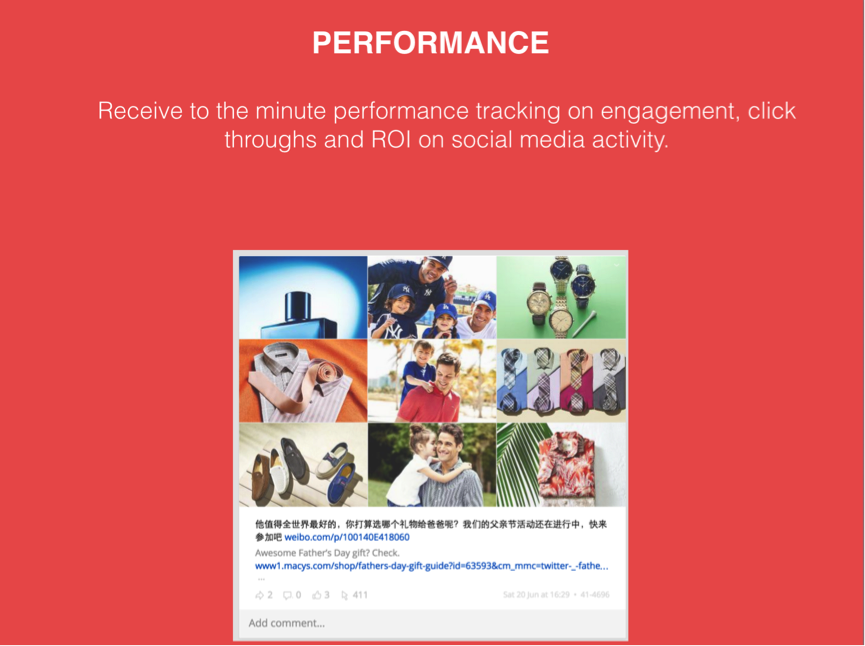 PERFORMANCE
Receive to the minute performance tracking on engagement, click
throughs and ROI on social media activity.
他值得全世界最好的，你打算选哪个礼物给爸爸呢？我们的父亲节活动还在进行中，快来
参加吧 weibo.com/p/100140E418060
Awesome Father's Day gift? Check.
www1.macys.com/shop/fathers-day-gift-guide?id=63593&cm_mmc=twitter-_-fathe...
...
2 0 3 411 Sat 20 Jun at 16:29 • 41-4696
Add comment...